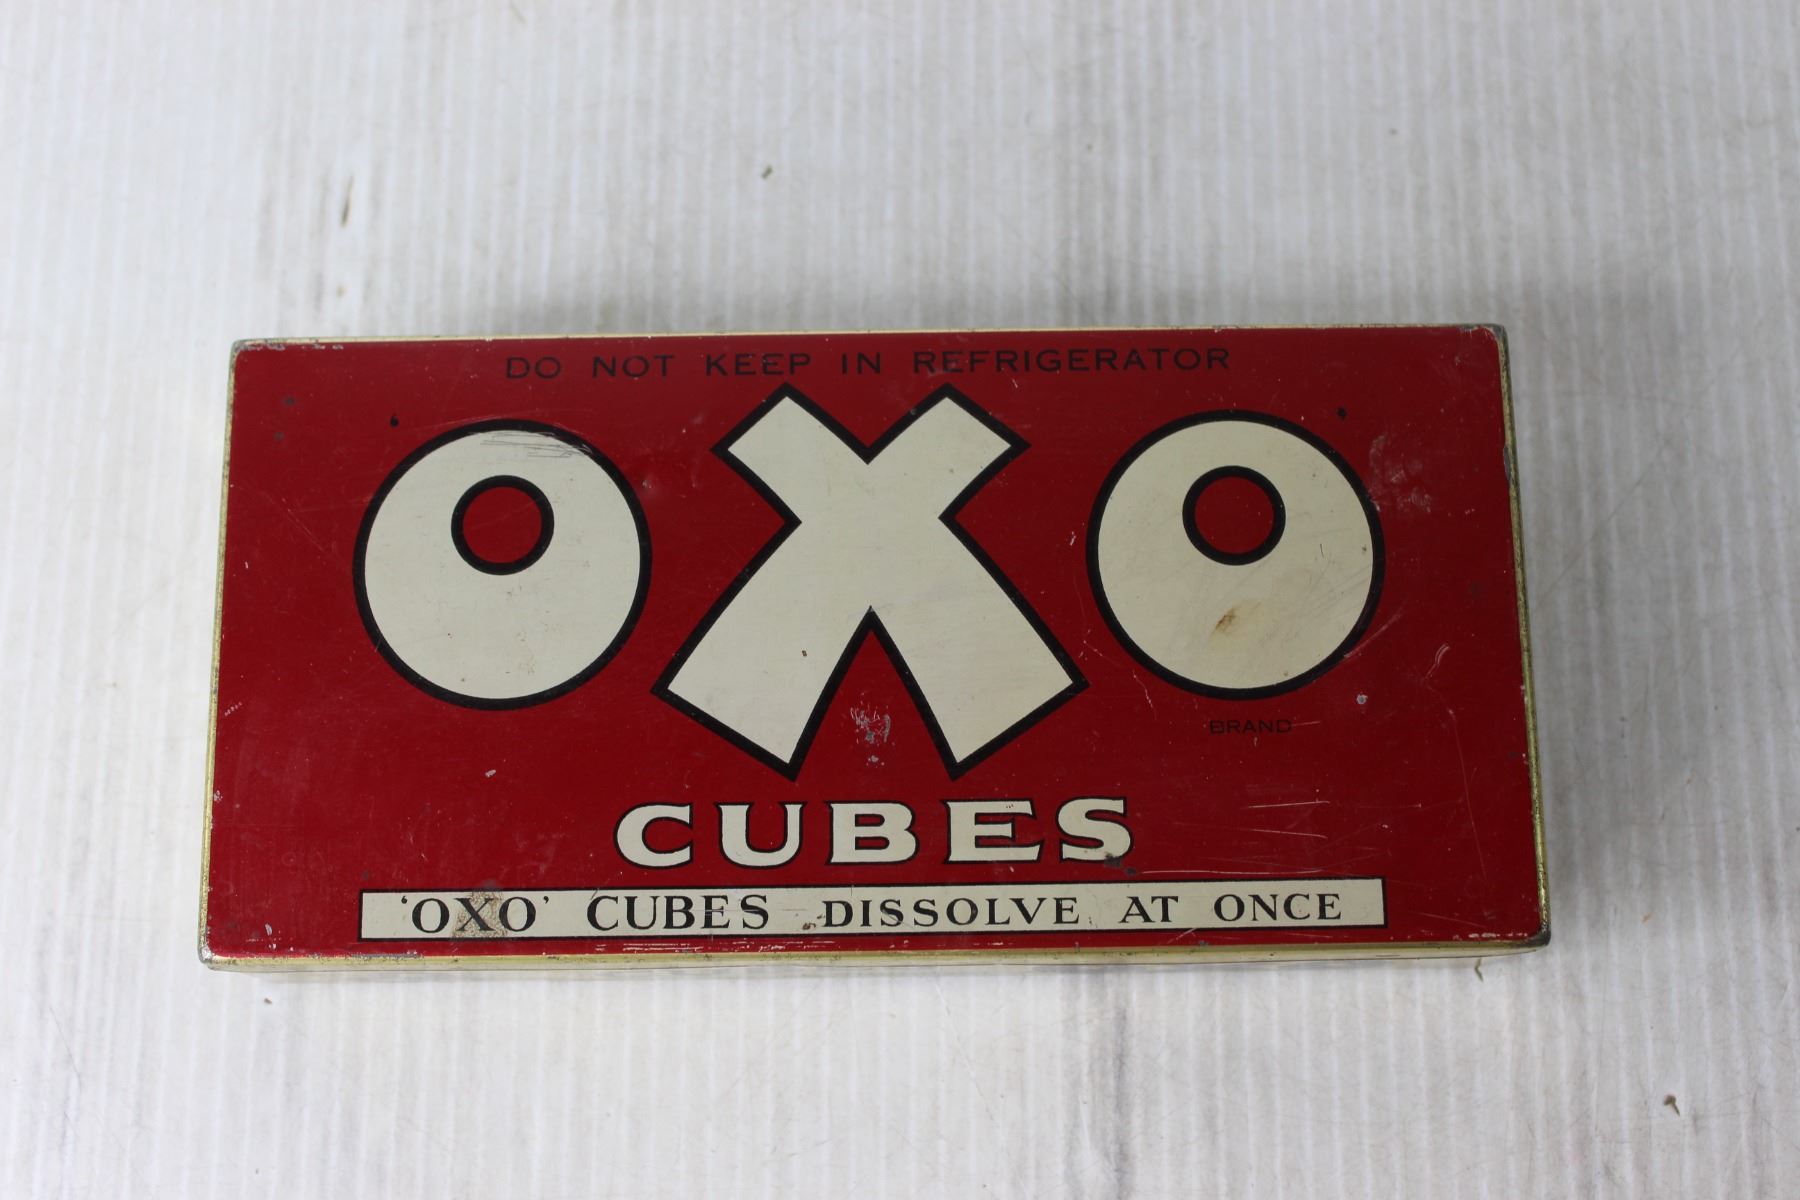 DO NOT KEEP IN REFRIGERATOR
'OXO'
BRAND
CUBES
'OXO' CUBES DISSOLVE AT ONCE